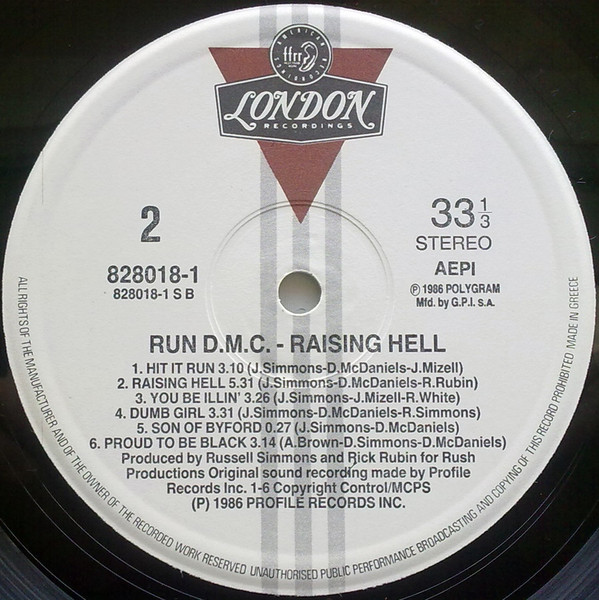 AMERICAN RECORDINGS
ffrr
LONDON
RECORDINGS
2
33 1/3
STEREO
828018-1
828018-1 S B
AEPI
Ⓟ 1986 POLYGRAM
Mfd. by G.P.I. S.A.
RUN D.M.C. - RAISING HELL
1. HIT IT RUN 3.10 (J.Simmons-D.McDaniels-J.Mizell)
2. RAISING HELL 5.31 (J.Simmons-D.McDaniels-R.Rubin)
3. YOU BE ILLIN' 3.26 (J.Simmons-J.Mizell-R.White)
4. DUMB GIRL 3.31 (J.Simmons-D.McDaniels-R.Simmons)
5. SON OF BYFORD 0.27 (J.Simmons-D.McDaniels)
6. PROUD TO BE BLACK 3.14 (A.Brown-D.Simmons-D.McDaniels)
Produced by Russell Simmons and Rick Rubin for Rush
Productions Original sound recording made by Profile
Records Inc. 1-6 Copyright Control/MCPS
(P) 1986 PROFILE RECORDS INC.
ALL RIGHTS OF THE MANUFACTURER AND OF THE OWNER OF THE RECORDED WORK RESERVED UNAUTHORISED PUBLIC PERFORMANCE BROADCASTING AND COPYING OF THIS RECORD PROHIBITED MADE IN GREECE